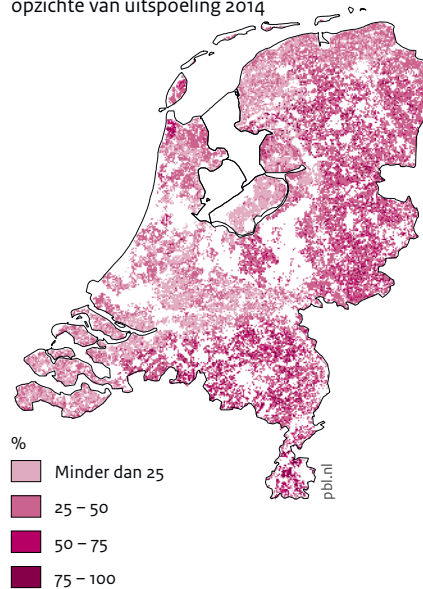 opzichte van uitspoeling 2014
%
Minder dan 25
25 – 50
50 – 75
75 – 100
pbl.nl